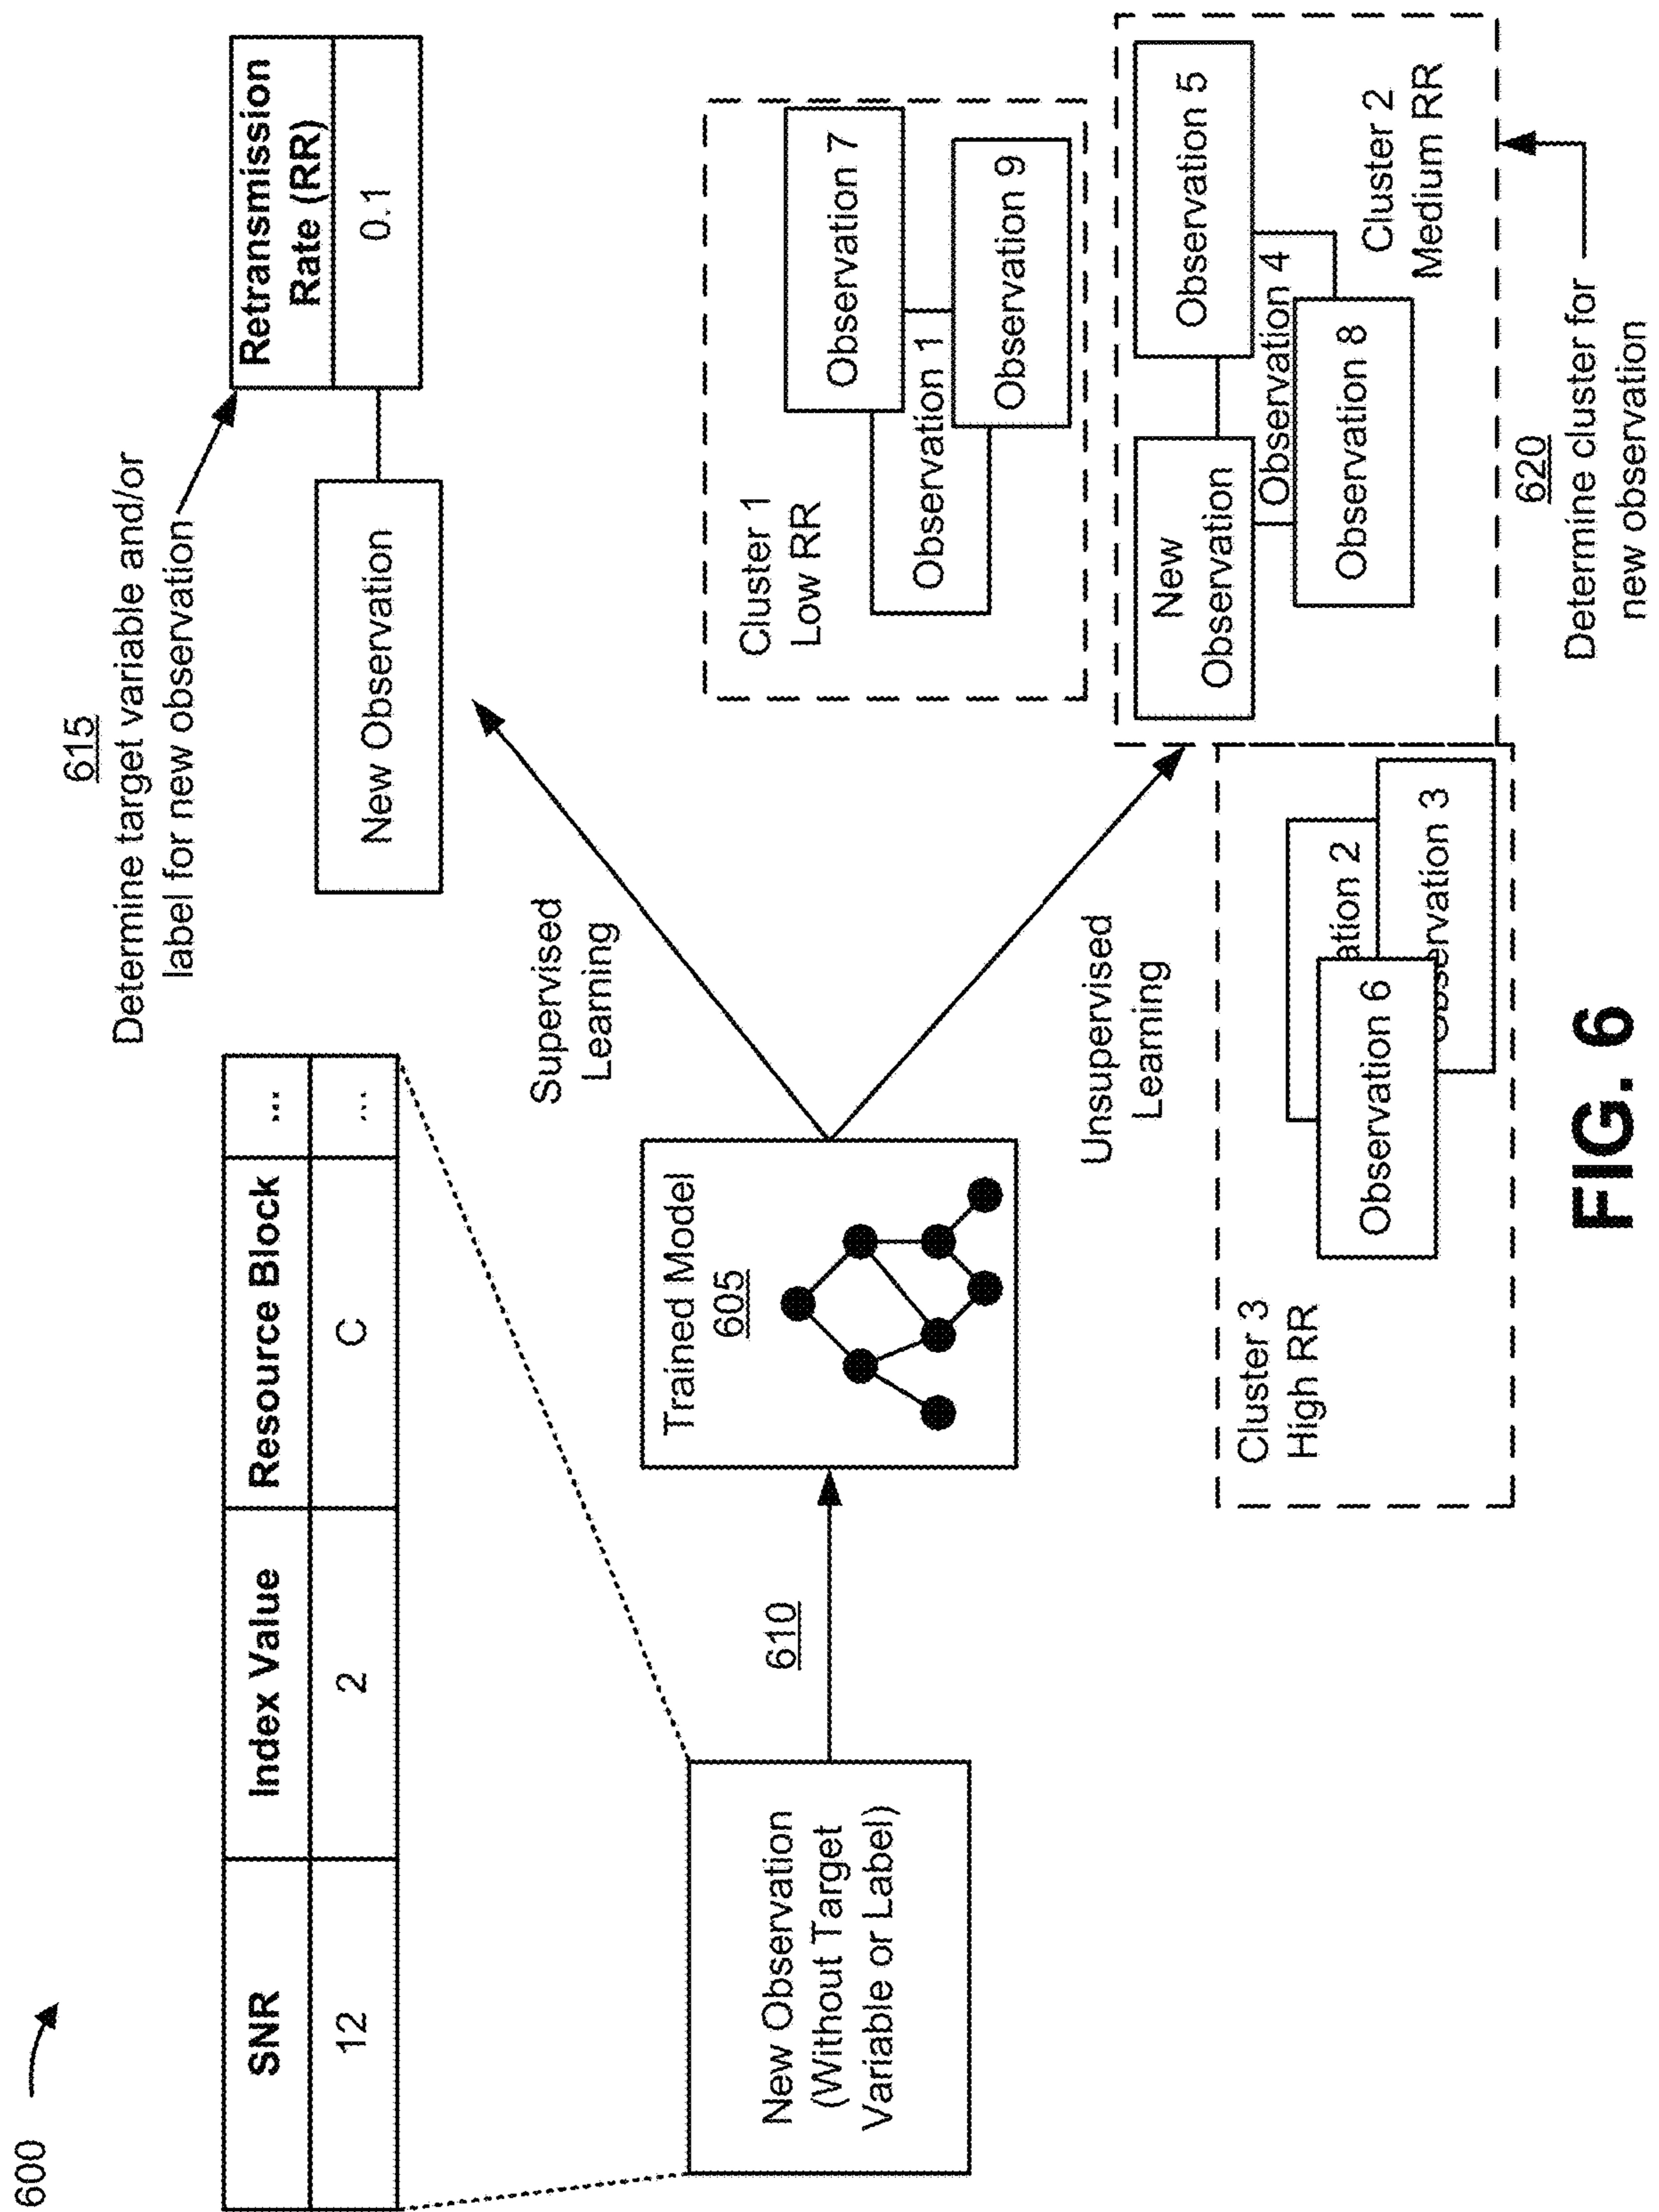 600
SNR
Index Value
Resource Block
...
12
2
C
...
615
Determine target variable and/or
label for new observation
Retransmission
Rate (RR)
0.1
New Observation
Supervised
Learning
New Observation
(Without Target
Variable or Label)
610
Trained Model
605
Unsupervised
Learning
Cluster 1
Low RR
Observation 7
Observation 1
Observation 9
Cluster 3
High RR
ation 2
Observation 6
bservation 3
New
Observation
Observation 5
Observation 4
Observation 8
Cluster 2
Medium RR
620
Determine cluster for
new observation
FIG. 6